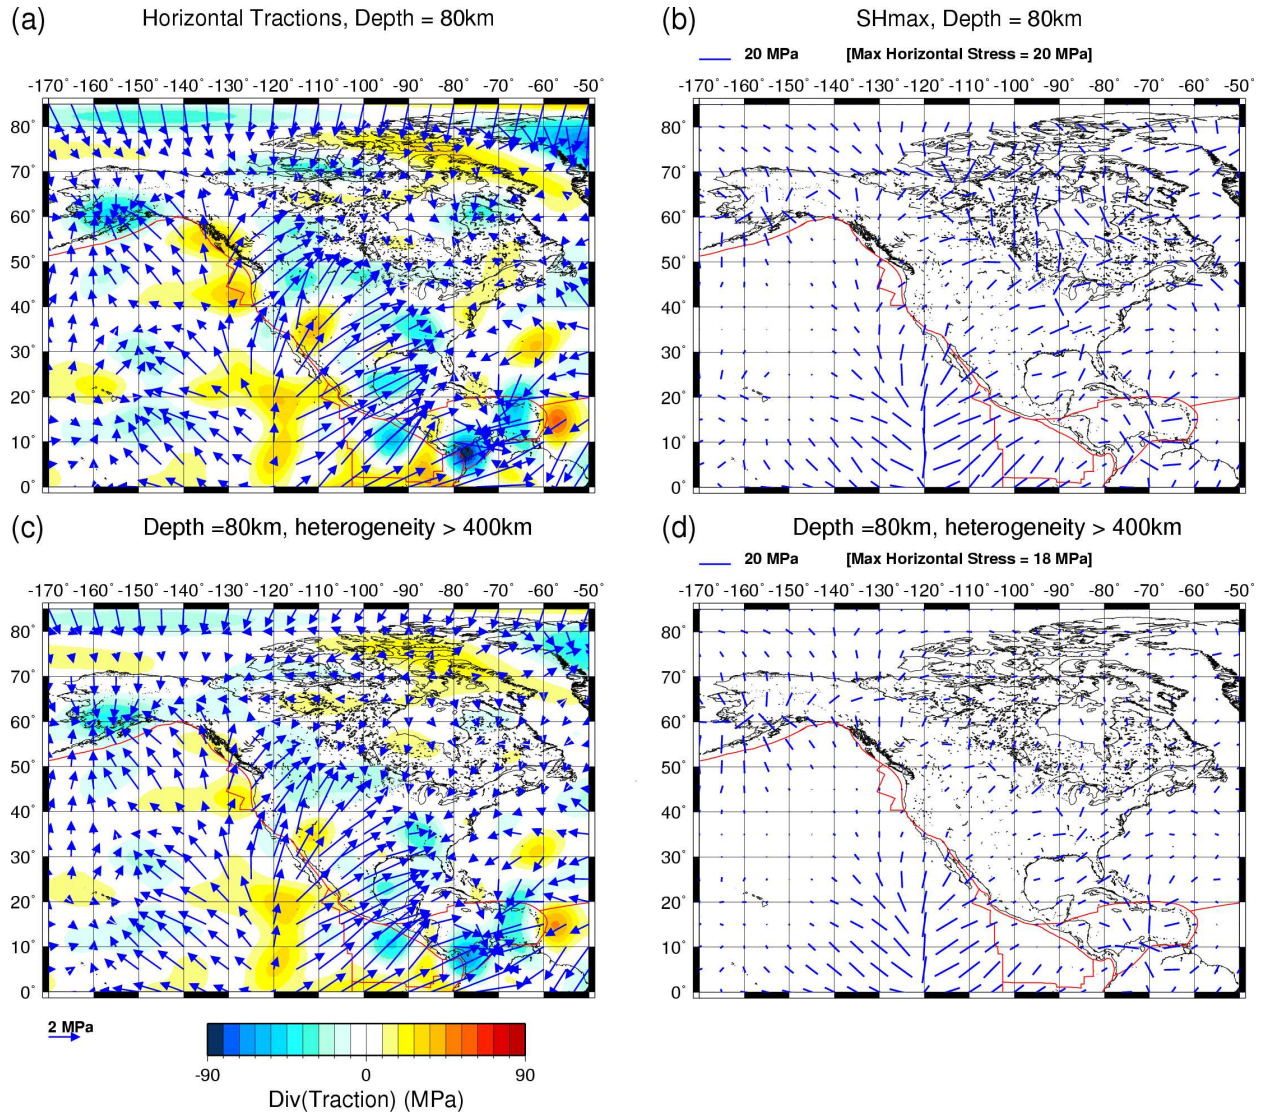 (a) Horizontal Tractions, Depth = 80km
(b) SHmax, Depth = 80km
20 MPa [Max Horizontal Stress = 20 MPa]
-170° -160° -150° -140° -130° -120° -110° -100° -90° -80° -70° -60° -50°
-170° -160° -150° -140° -130° -120° -110° -100° -90° -80° -70° -60° -50°
80° 80°
70° 70°
60° 60°
50° 50°
40° 40°
30° 30°
20° 20°
10° 10°
0° 0°
(c) Depth =80km, heterogeneity > 400km
(d) Depth =80km, heterogeneity > 400km
20 MPa [Max Horizontal Stress = 18 MPa]
-170° -160° -150° -140° -130° -120° -110° -100° -90° -80° -70° -60° -50°
-170° -160° -150° -140° -130° -120° -110° -100° -90° -80° -70° -60° -50°
80° 80°
70° 70°
60° 60°
50° 50°
40° 40°
30° 30°
20° 20°
10° 10°
0° 0°
2 MPa
-90 0 90
Div(Traction) (MPa)